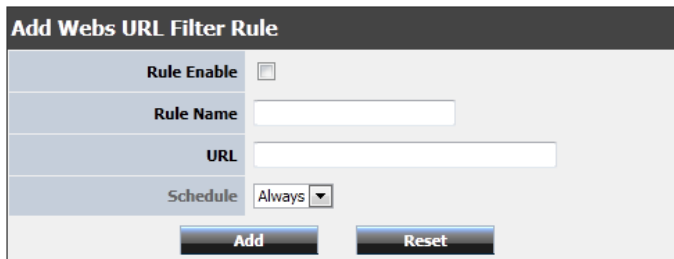 Add Webs URL Filter Rule
Rule Enable
Rule Name
URL
Schedule Always
Add Reset